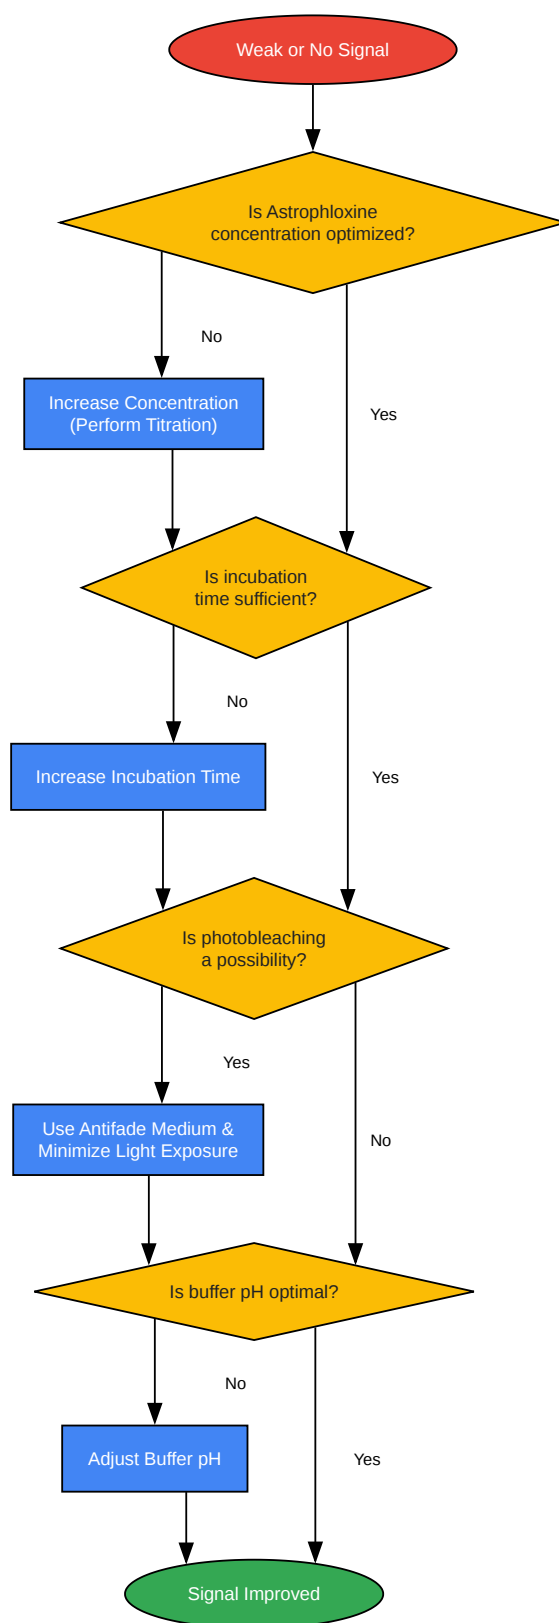 Weak or No Signal
Is Astrophloxine
concentration optimized?
No
Increase Concentration
(Perform Titration)
Yes
Is incubation
time sufficient?
No
Increase Incubation Time
Yes
Is photobleaching
a possibility?
Yes
Use Antifade Medium &
Minimize Light Exposure
No
Is buffer pH optimal?
No
Adjust Buffer pH
Yes
Signal Improved